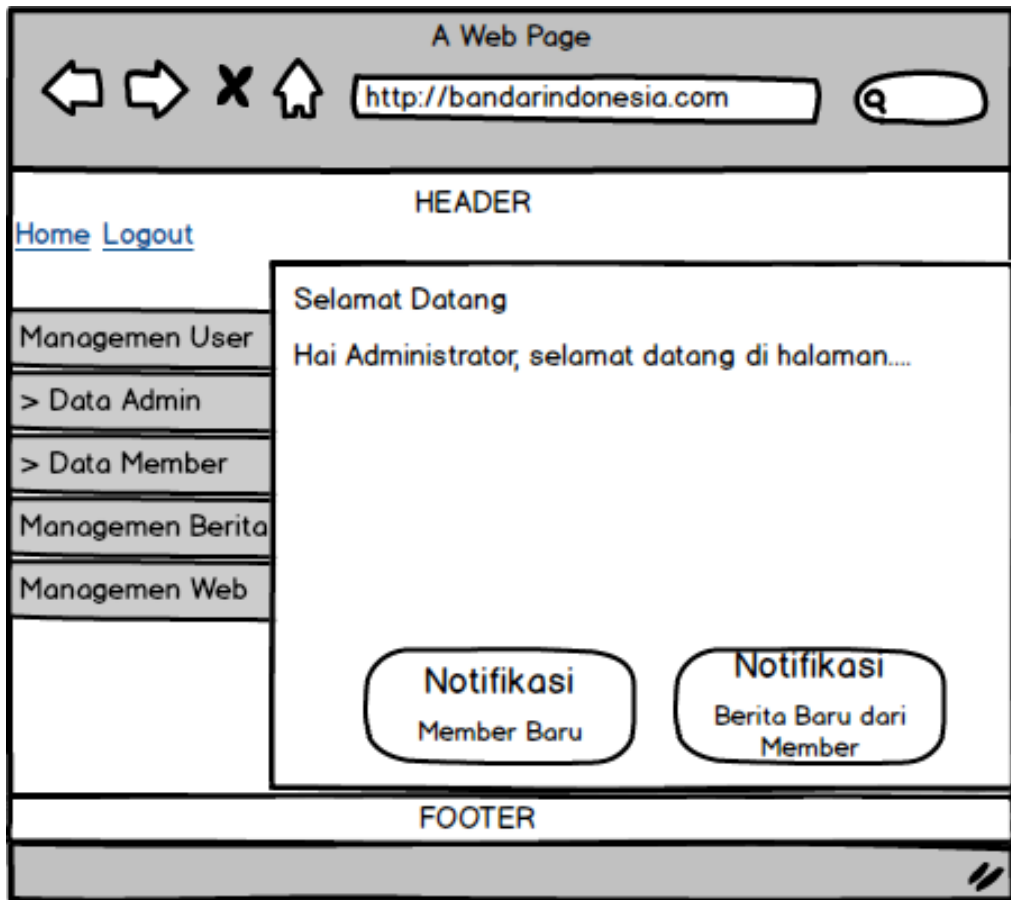 A Web Page
http://bandarindonesia.com
HEADER
Home Logout
Selamat Datang
Hai Administrator, selamat datang di halaman....
Managemen User
> Data Admin
> Data Member
Managemen Berita
Managemen Web
Notifikasi
Member Baru
Notifikasi
Berita Baru dari
Member
FOOTER